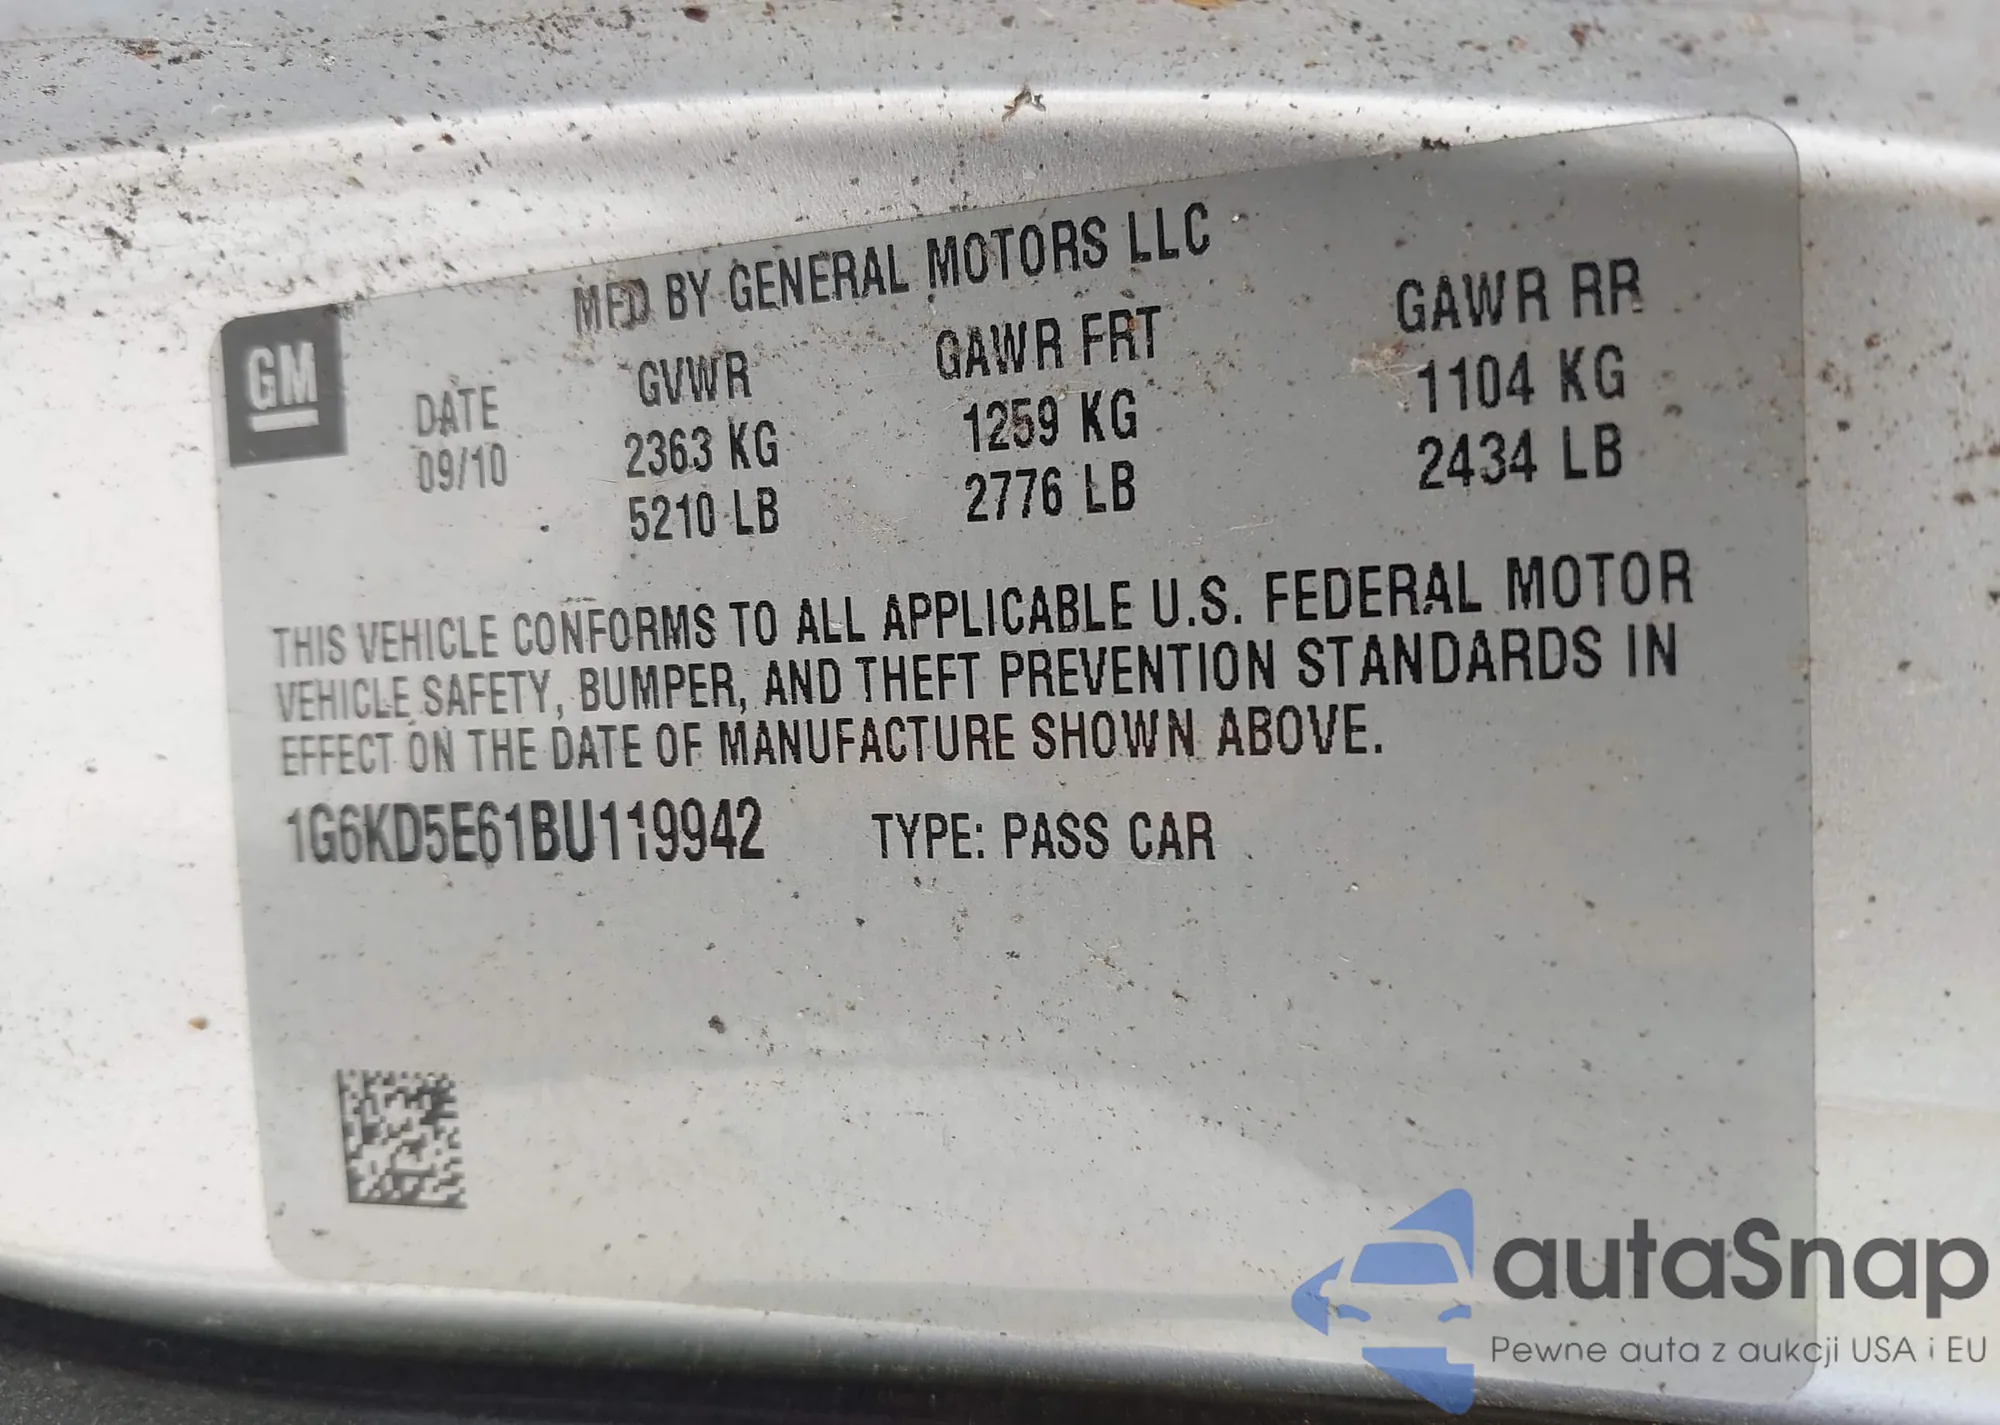 MFD BY GENERAL MOTORS LLC
GM
DATE GVWR GAWR FRT GAWR RR
09/10 2363 KG 1259 KG 1104 KG
5210 LB 2776 LB 2434 LB
THIS VEHICLE CONFORMS TO ALL APPLICABLE U.S. FEDERAL MOTOR
VEHICLE SAFETY, BUMPER, AND THEFT PREVENTION STANDARDS IN
EFFECT ON THE DATE OF MANUFACTURE SHOWN ABOVE.
1G6KD5E61BU119942 TYPE: PASS CAR
autaSnap
Pewne auta z aukcji USA i EU